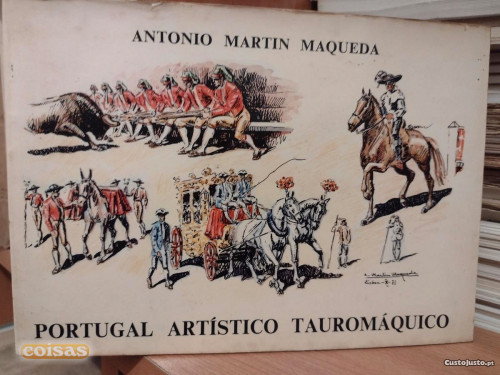 ANTONIO MARTIN MAQUEDA
PORTUGAL ARTÍSTICO TAUROMÁQUICO
coisas
CustoJusto.pt